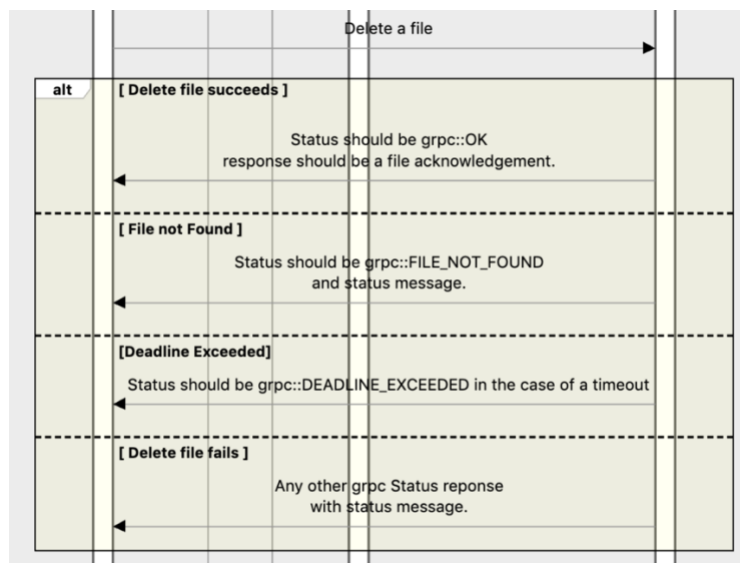 Delete a file
alt
[ Delete file succeeds ]
Status should be grpc::OK
response should be a file acknowledgement.
[ File not Found ]
Status should be grpc::FILE_NOT_FOUND
and status message.
[Deadline Exceeded]
Status should be grpc::DEADLINE_EXCEEDED in the case of a timeout
[ Delete file fails ]
Any other grpc Status reponse
with status message.